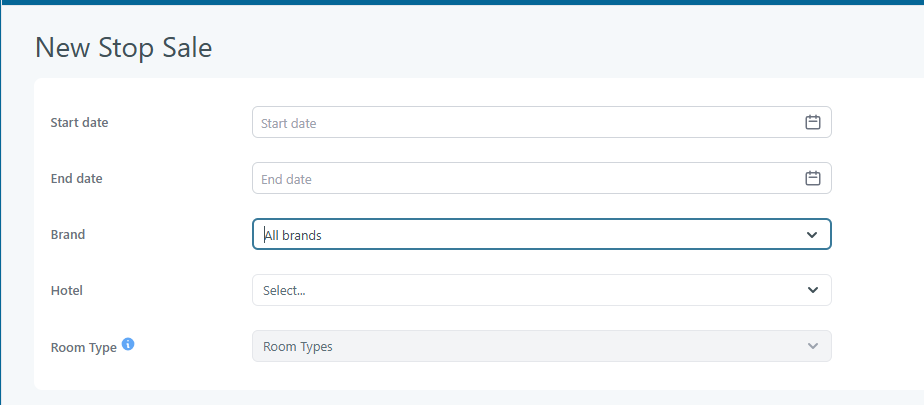 New Stop Sale
Start date
Start date
End date
End date
Brand
All brands
Hotel
Select...
Room Type
Room Types